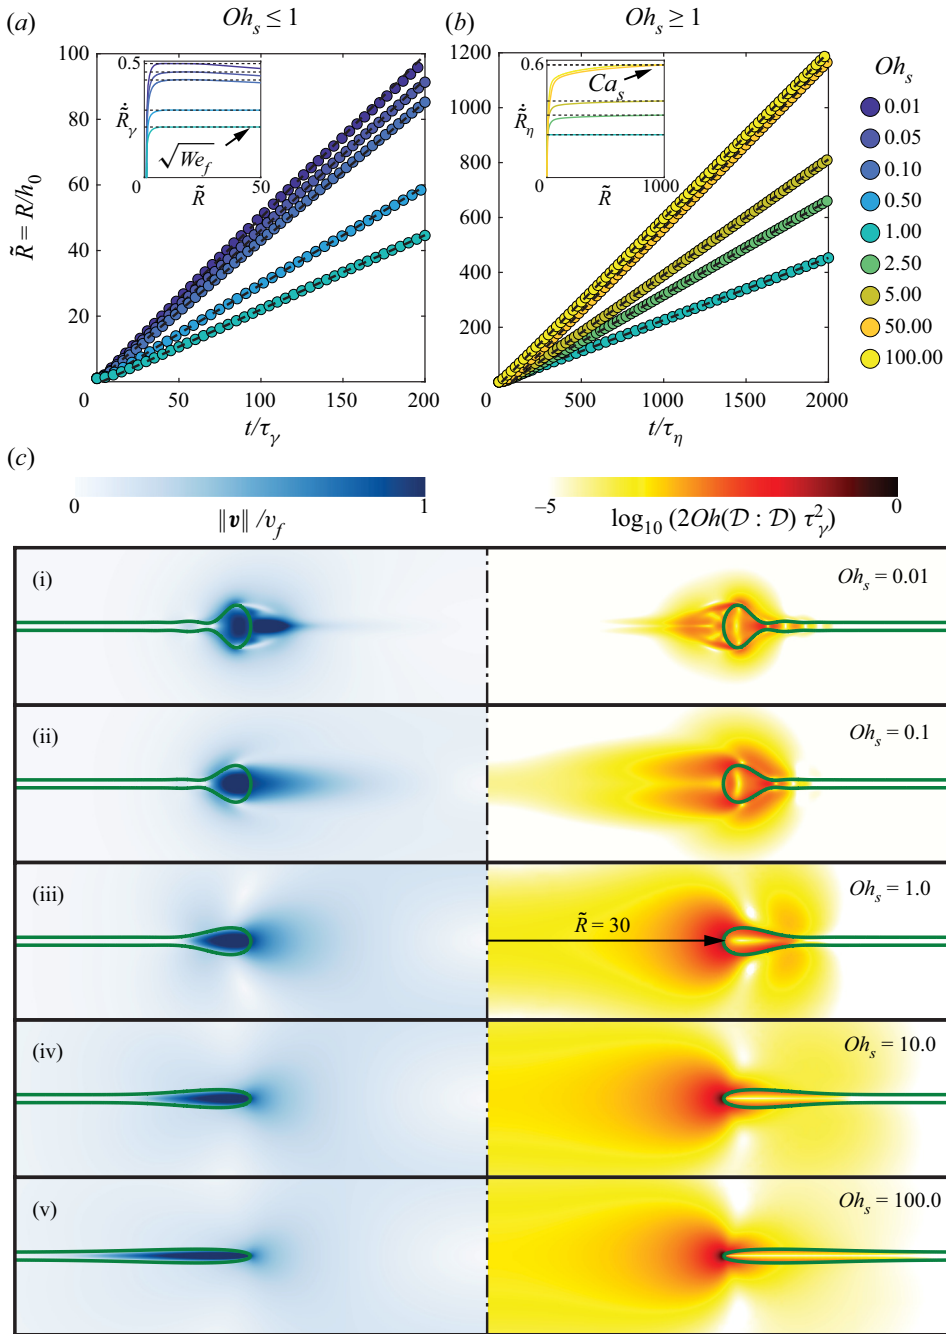 (a) Oh_s ≤ 1
R̃ = R/h_0
100
80
60
40
20
0
0 50 100 150 200
t/τ_γ
0.5
Ṙ̃_γ
√We_f
0 50
R̃
(b) Oh_s ≥ 1
1200
1000
800
600
400
200
0 500 1000 1500 2000
t/τ_η
0.6
Ṙ̃_η
Ca_s
0 1000
R̃
Oh_s
0.01
0.05
0.10
0.50
1.00
2.50
5.00
50.00
100.00
(c)
0 1
‖v‖/v_f
−5 0
log_10 (2Oh(𝒟 : 𝒟) τ_γ^2)
(i) Oh_s = 0.01
(ii) Oh_s = 0.1
(iii) Oh_s = 1.0
R̃ = 30
(iv) Oh_s = 10.0
(v) Oh_s = 100.0